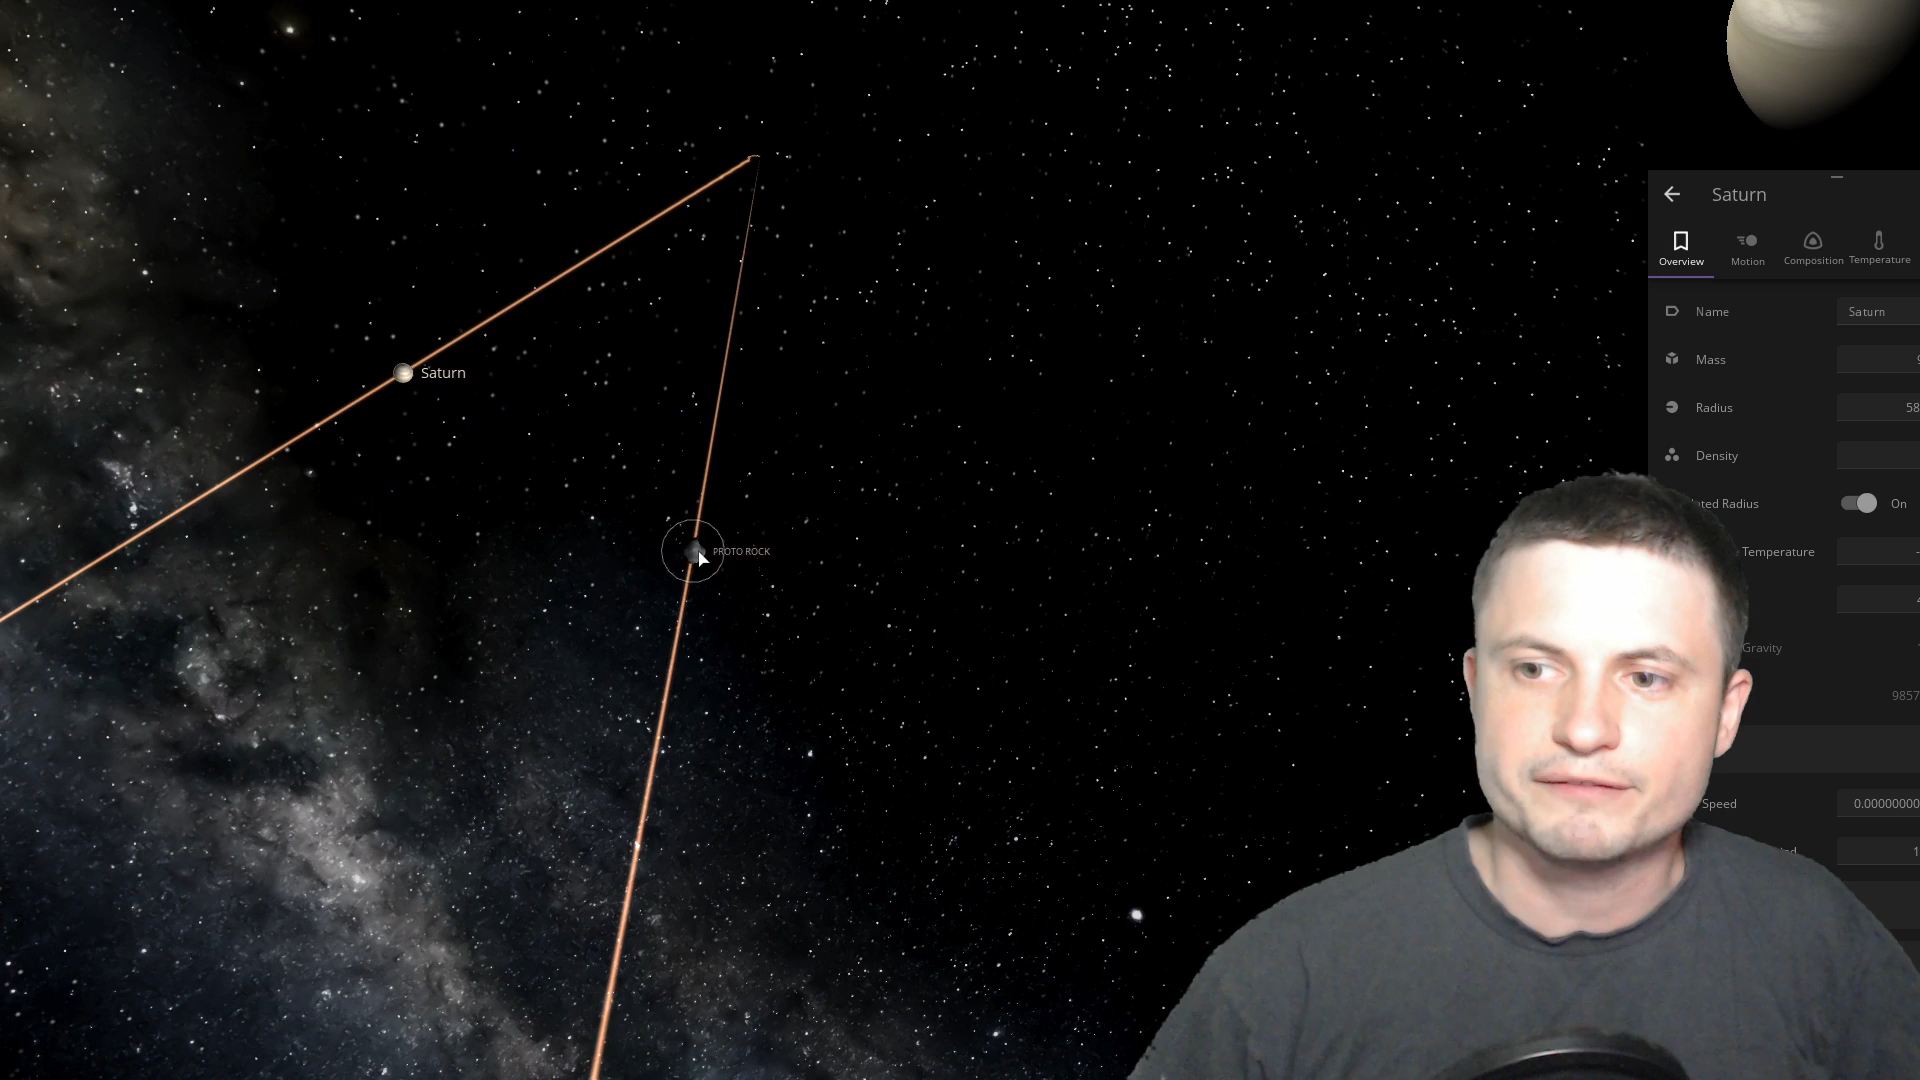 Saturn
Overview
Motion
Composition
Temperature
Name
Saturn
Mass
Radius
58
Saturn
Density
On
Radius
PROTO ROCK
Temperature
Gravity
9857
Speed
0.00000000
1